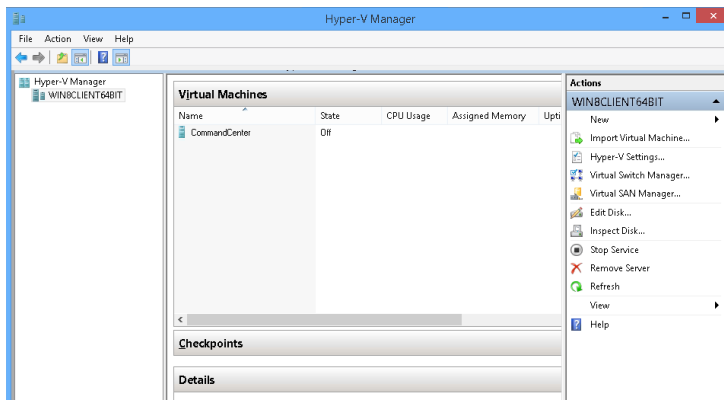 Hyper-V Manager
File Action View Help
Hyper-V Manager
WIN8CLIENT64BIT
Virtual Machines
Name State CPU Usage Assigned Memory Upti
CommandCenter Off
Checkpoints
Details
Actions
WIN8CLIENT64BIT
New
Import Virtual Machine...
Hyper-V Settings...
Virtual Switch Manager...
Virtual SAN Manager...
Edit Disk...
Inspect Disk...
Stop Service
Remove Server
Refresh
View
Help